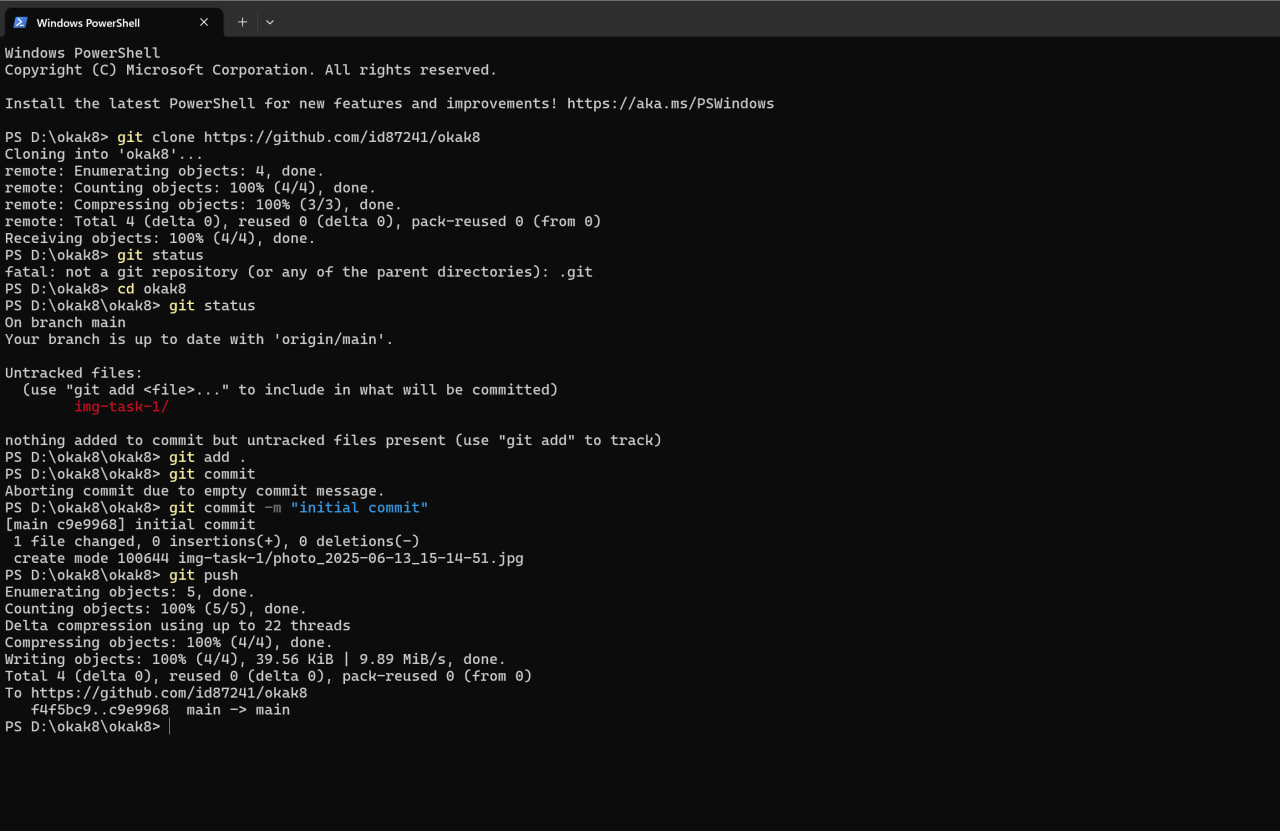 Windows PowerShell
Windows PowerShell
Copyright (C) Microsoft Corporation. All rights reserved.
Install the latest PowerShell for new features and improvements! https://aka.ms/PSWindows
PS D:\okak8> git clone https://github.com/id87241/okak8
Cloning into 'okak8'...
remote: Enumerating objects: 4, done.
remote: Counting objects: 100% (4/4), done.
remote: Compressing objects: 100% (3/3), done.
remote: Total 4 (delta 0), reused 0 (delta 0), pack-reused 0 (from 0)
Receiving objects: 100% (4/4), done.
PS D:\okak8> git status
fatal: not a git repository (or any of the parent directories): .git
PS D:\okak8> cd okak8
PS D:\okak8\okak8> git status
On branch main
Your branch is up to date with 'origin/main'.
Untracked files:
  (use "git add <file>..." to include in what will be committed)
        img-task-1/
nothing added to commit but untracked files present (use "git add" to track)
PS D:\okak8\okak8> git add .
PS D:\okak8\okak8> git commit
Aborting commit due to empty commit message.
PS D:\okak8\okak8> git commit -m "initial commit"
[main c9e9968] initial commit
 1 file changed, 0 insertions(+), 0 deletions(-)
 create mode 100644 img-task-1/photo_2025-06-13_15-14-51.jpg
PS D:\okak8\okak8> git push
Enumerating objects: 5, done.
Counting objects: 100% (5/5), done.
Delta compression using up to 22 threads
Compressing objects: 100% (4/4), done.
Writing objects: 100% (4/4), 39.56 KiB | 9.89 MiB/s, done.
Total 4 (delta 0), reused 0 (delta 0), pack-reused 0 (from 0)
To https://github.com/id87241/okak8
   f4f5bc9..c9e9968  main -> main
PS D:\okak8\okak8>